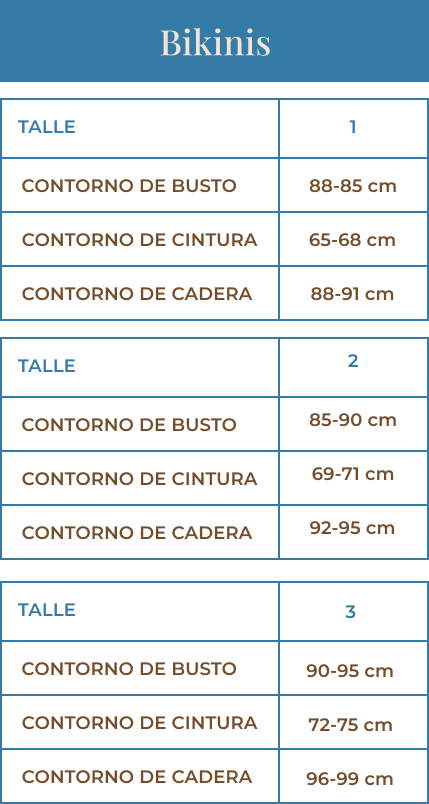 Bikinis
TALLE 1
CONTORNO DE BUSTO 88-85 cm
CONTORNO DE CINTURA 65-68 cm
CONTORNO DE CADERA 88-91 cm
TALLE 2
CONTORNO DE BUSTO 85-90 cm
CONTORNO DE CINTURA 69-71 cm
CONTORNO DE CADERA 92-95 cm
TALLE 3
CONTORNO DE BUSTO 90-95 cm
CONTORNO DE CINTURA 72-75 cm
CONTORNO DE CADERA 96-99 cm